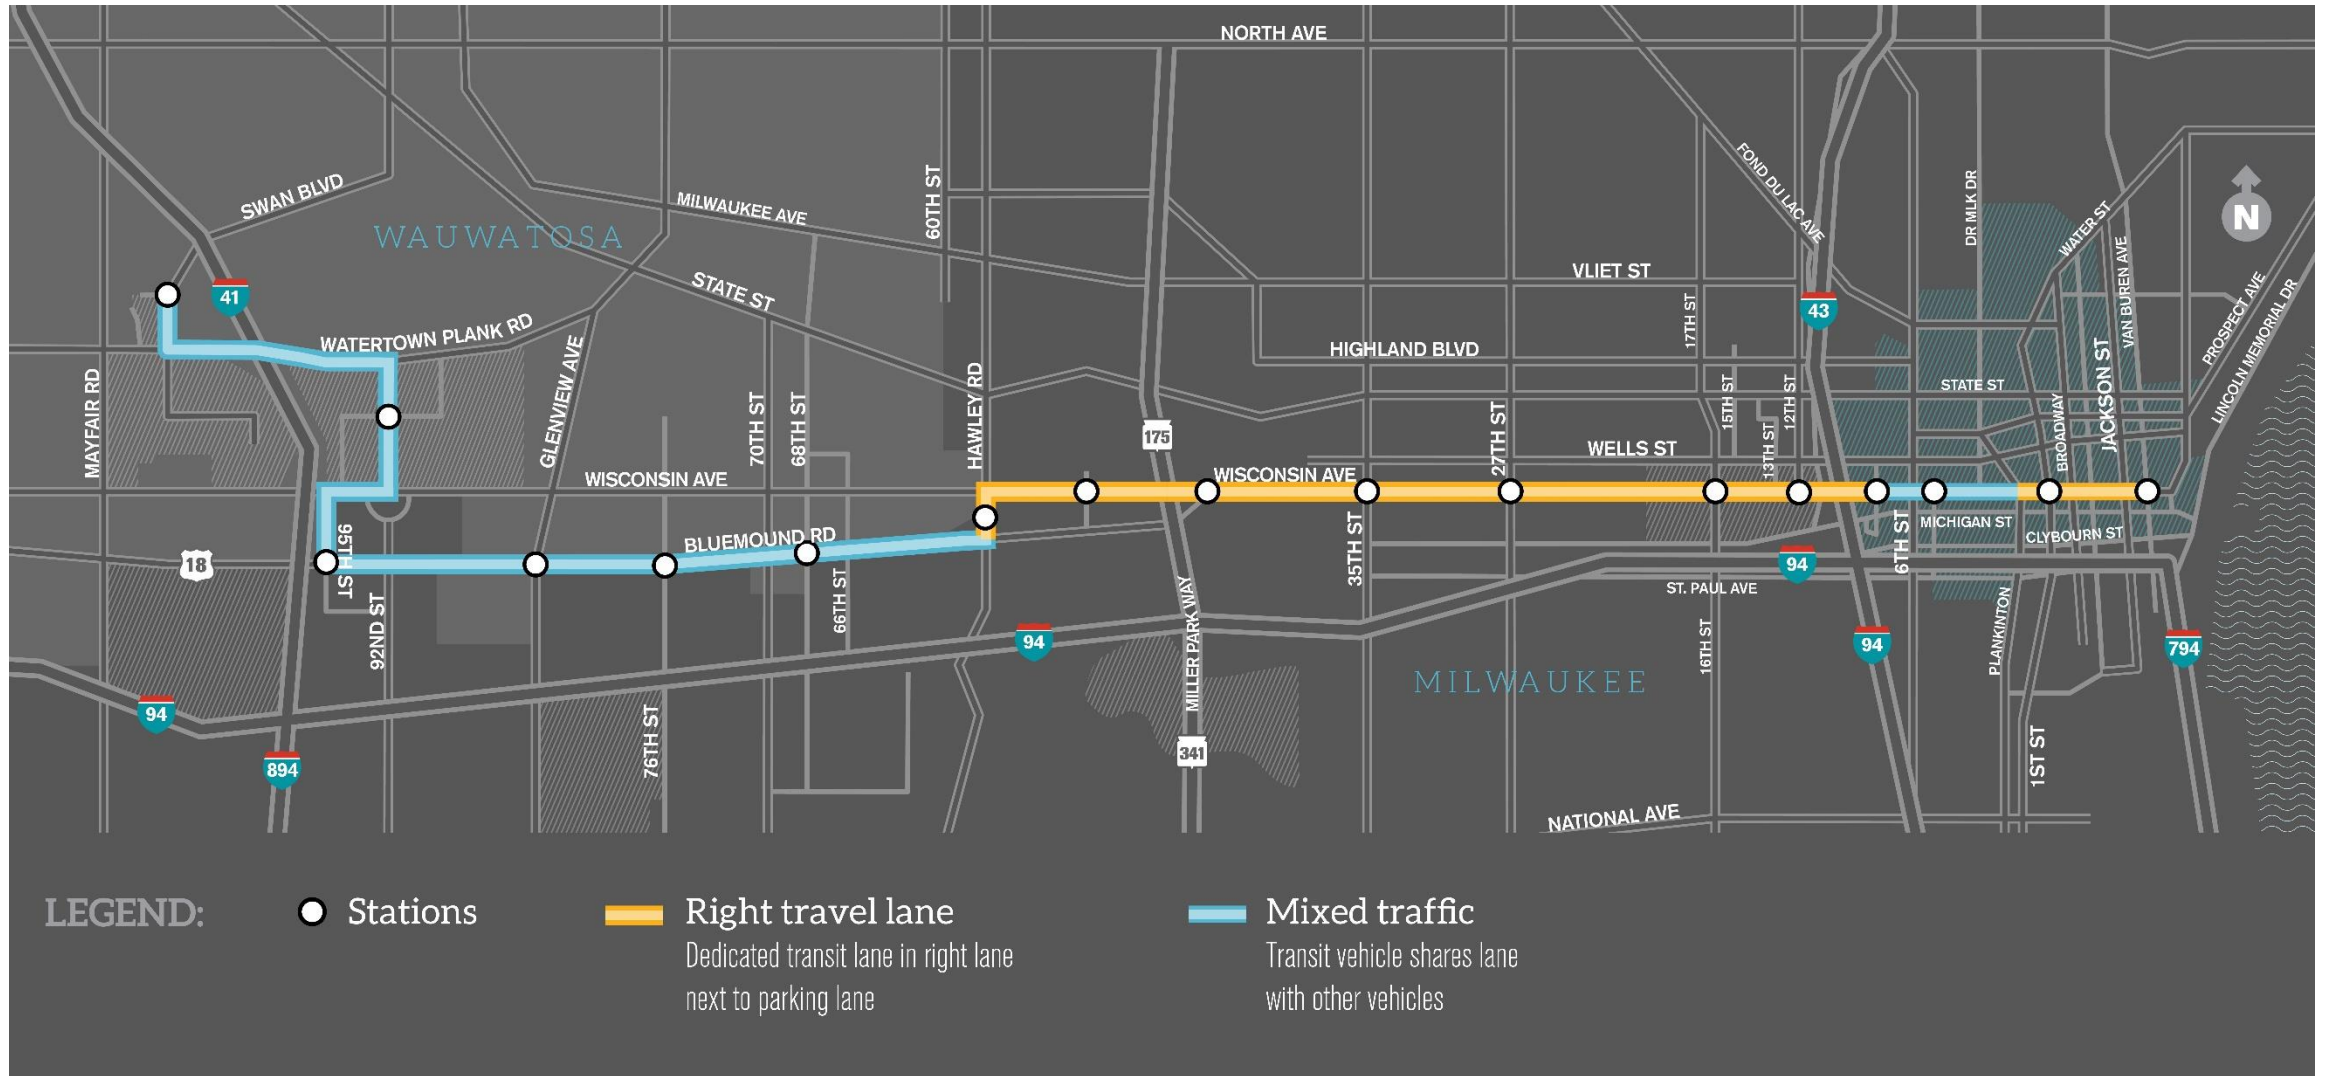 NORTH AVE
SWAN BLVD
WAUWATOSA
MILWAUKEE AVE
60TH ST
FOND DU LAC AVE
DR MLK DR
WATER ST
N
41
STATE ST
VLIET ST
17TH ST
43
VAN BUREN AVE
PROSPECT AVE
LINCOLN MEMORIAL DR
WATERTOWN PLANK RD
HIGHLAND BLVD
MAYFAIR RD
GLENVIEW AVE
70TH ST
68TH ST
HAWLEY RD
175
27TH ST
15TH ST
12TH ST
13TH ST
STATE ST
BROADWAY
JACKSON ST
WELLS ST
WISCONSIN AVE
WISCONSIN AVE
95TH ST
BLUEMOUND RD
18
35TH ST
6TH ST
MICHIGAN ST
CLYBOURN ST
94
ST. PAUL AVE
92ND ST
66TH ST
94
MILLER PARK WAY
16TH ST
94
PLANKINTON
794
MILWAUKEE
94
76TH ST
341
894
1ST ST
NATIONAL AVE
LEGEND:
Stations
Right travel lane
Dedicated transit lane in right lane
next to parking lane
Mixed traffic
Transit vehicle shares lane
with other vehicles